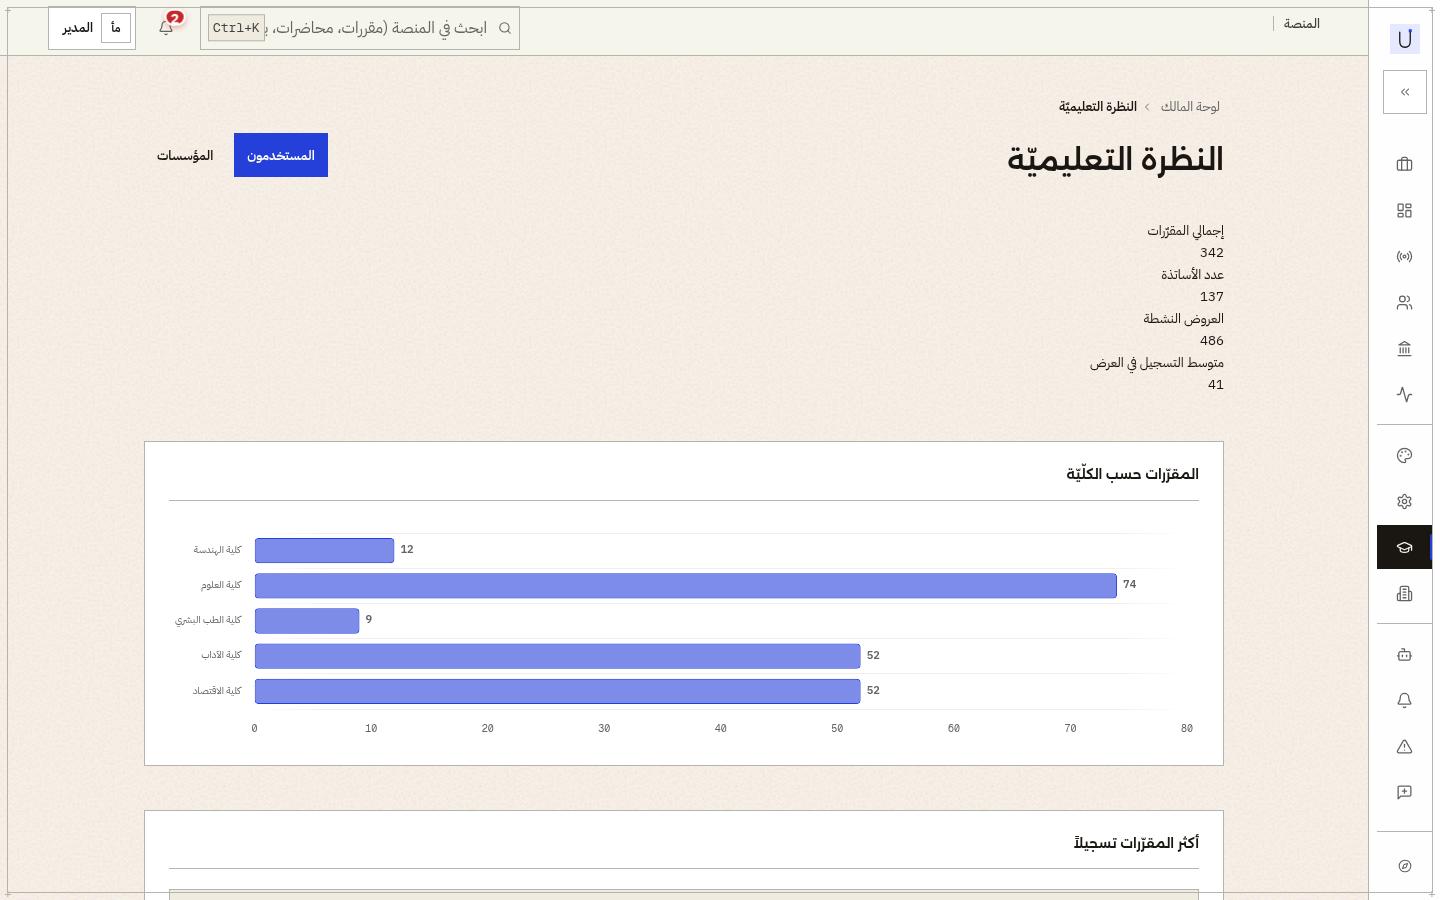 المنصة
ابحث في المنصة (مقررات، محاضرات، ب
Ctrl+K
2
مأ
المدير
لوحة المالك
النظرة التعليميّة
النظرة التعليميّة
المستخدمون
المؤسسات
إجمالي المقرّرات
342
عدد الأساتذة
137
العروض النشطة
486
متوسط التسجيل في العرض
41
المقرّرات حسب الكلّيّة
كلية الهندسة 12
كلية العلوم 74
كلية الطب البشري 9
كلية الآداب 52
كلية الاقتصاد 52
0 10 20 30 40 50 60 70 80
أكثر المقرّرات تسجيلاً